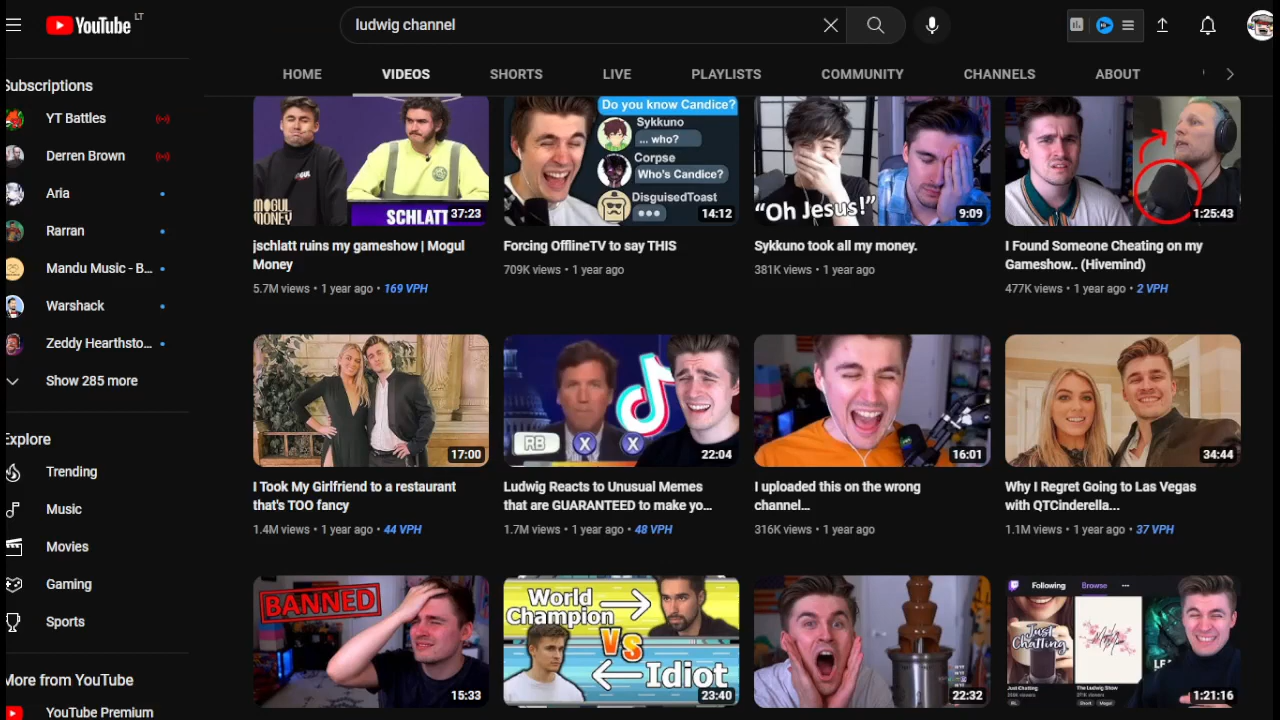 YouTube LT
ludwig channel
HOME VIDEOS SHORTS LIVE PLAYLISTS COMMUNITY CHANNELS ABOUT
Subscriptions
YT Battles
Derren Brown
Aria
Rarran
Mandu Music - B...
Warshack
Zeddy Hearthsto...
Show 285 more
Explore
Trending
Music
Movies
Gaming
Sports
More from YouTube
YouTube Premium
MOGUL
MONEY
SCHLATT
37:23
jschlatt ruins my gameshow | Mogul
Money
5.7M views • 1 year ago • 169 VPH
Do you know Candice?
Sykkuno
... who?
Corpse
Who's Candice?
DisguisedToast
14:12
Forcing OfflineTV to say THIS
709K views • 1 year ago
"Oh Jesus!"
9:09
Sykkuno took all my money.
381K views • 1 year ago
1:25:43
I Found Someone Cheating on my
Gameshow.. (Hivemind)
477K views • 1 year ago • 2 VPH
17:00
I Took My Girlfriend to a restaurant
that's TOO fancy
1.4M views • 1 year ago • 44 VPH
RB X X
22:04
Ludwig Reacts to Unusual Memes
that are GUARANTEED to make yo...
1.7M views • 1 year ago • 48 VPH
16:01
I uploaded this on the wrong
channel...
316K views • 1 year ago
34:44
Why I Regret Going to Las Vegas
with QTCinderella...
1.1M views • 1 year ago • 37 VPH
BANNED
15:33
World
Champion
Vs
Idiot
23:40
22:32
Following Browse ...
Just
Chatting
Just Chatting
The Ludwig Show
1:21:16